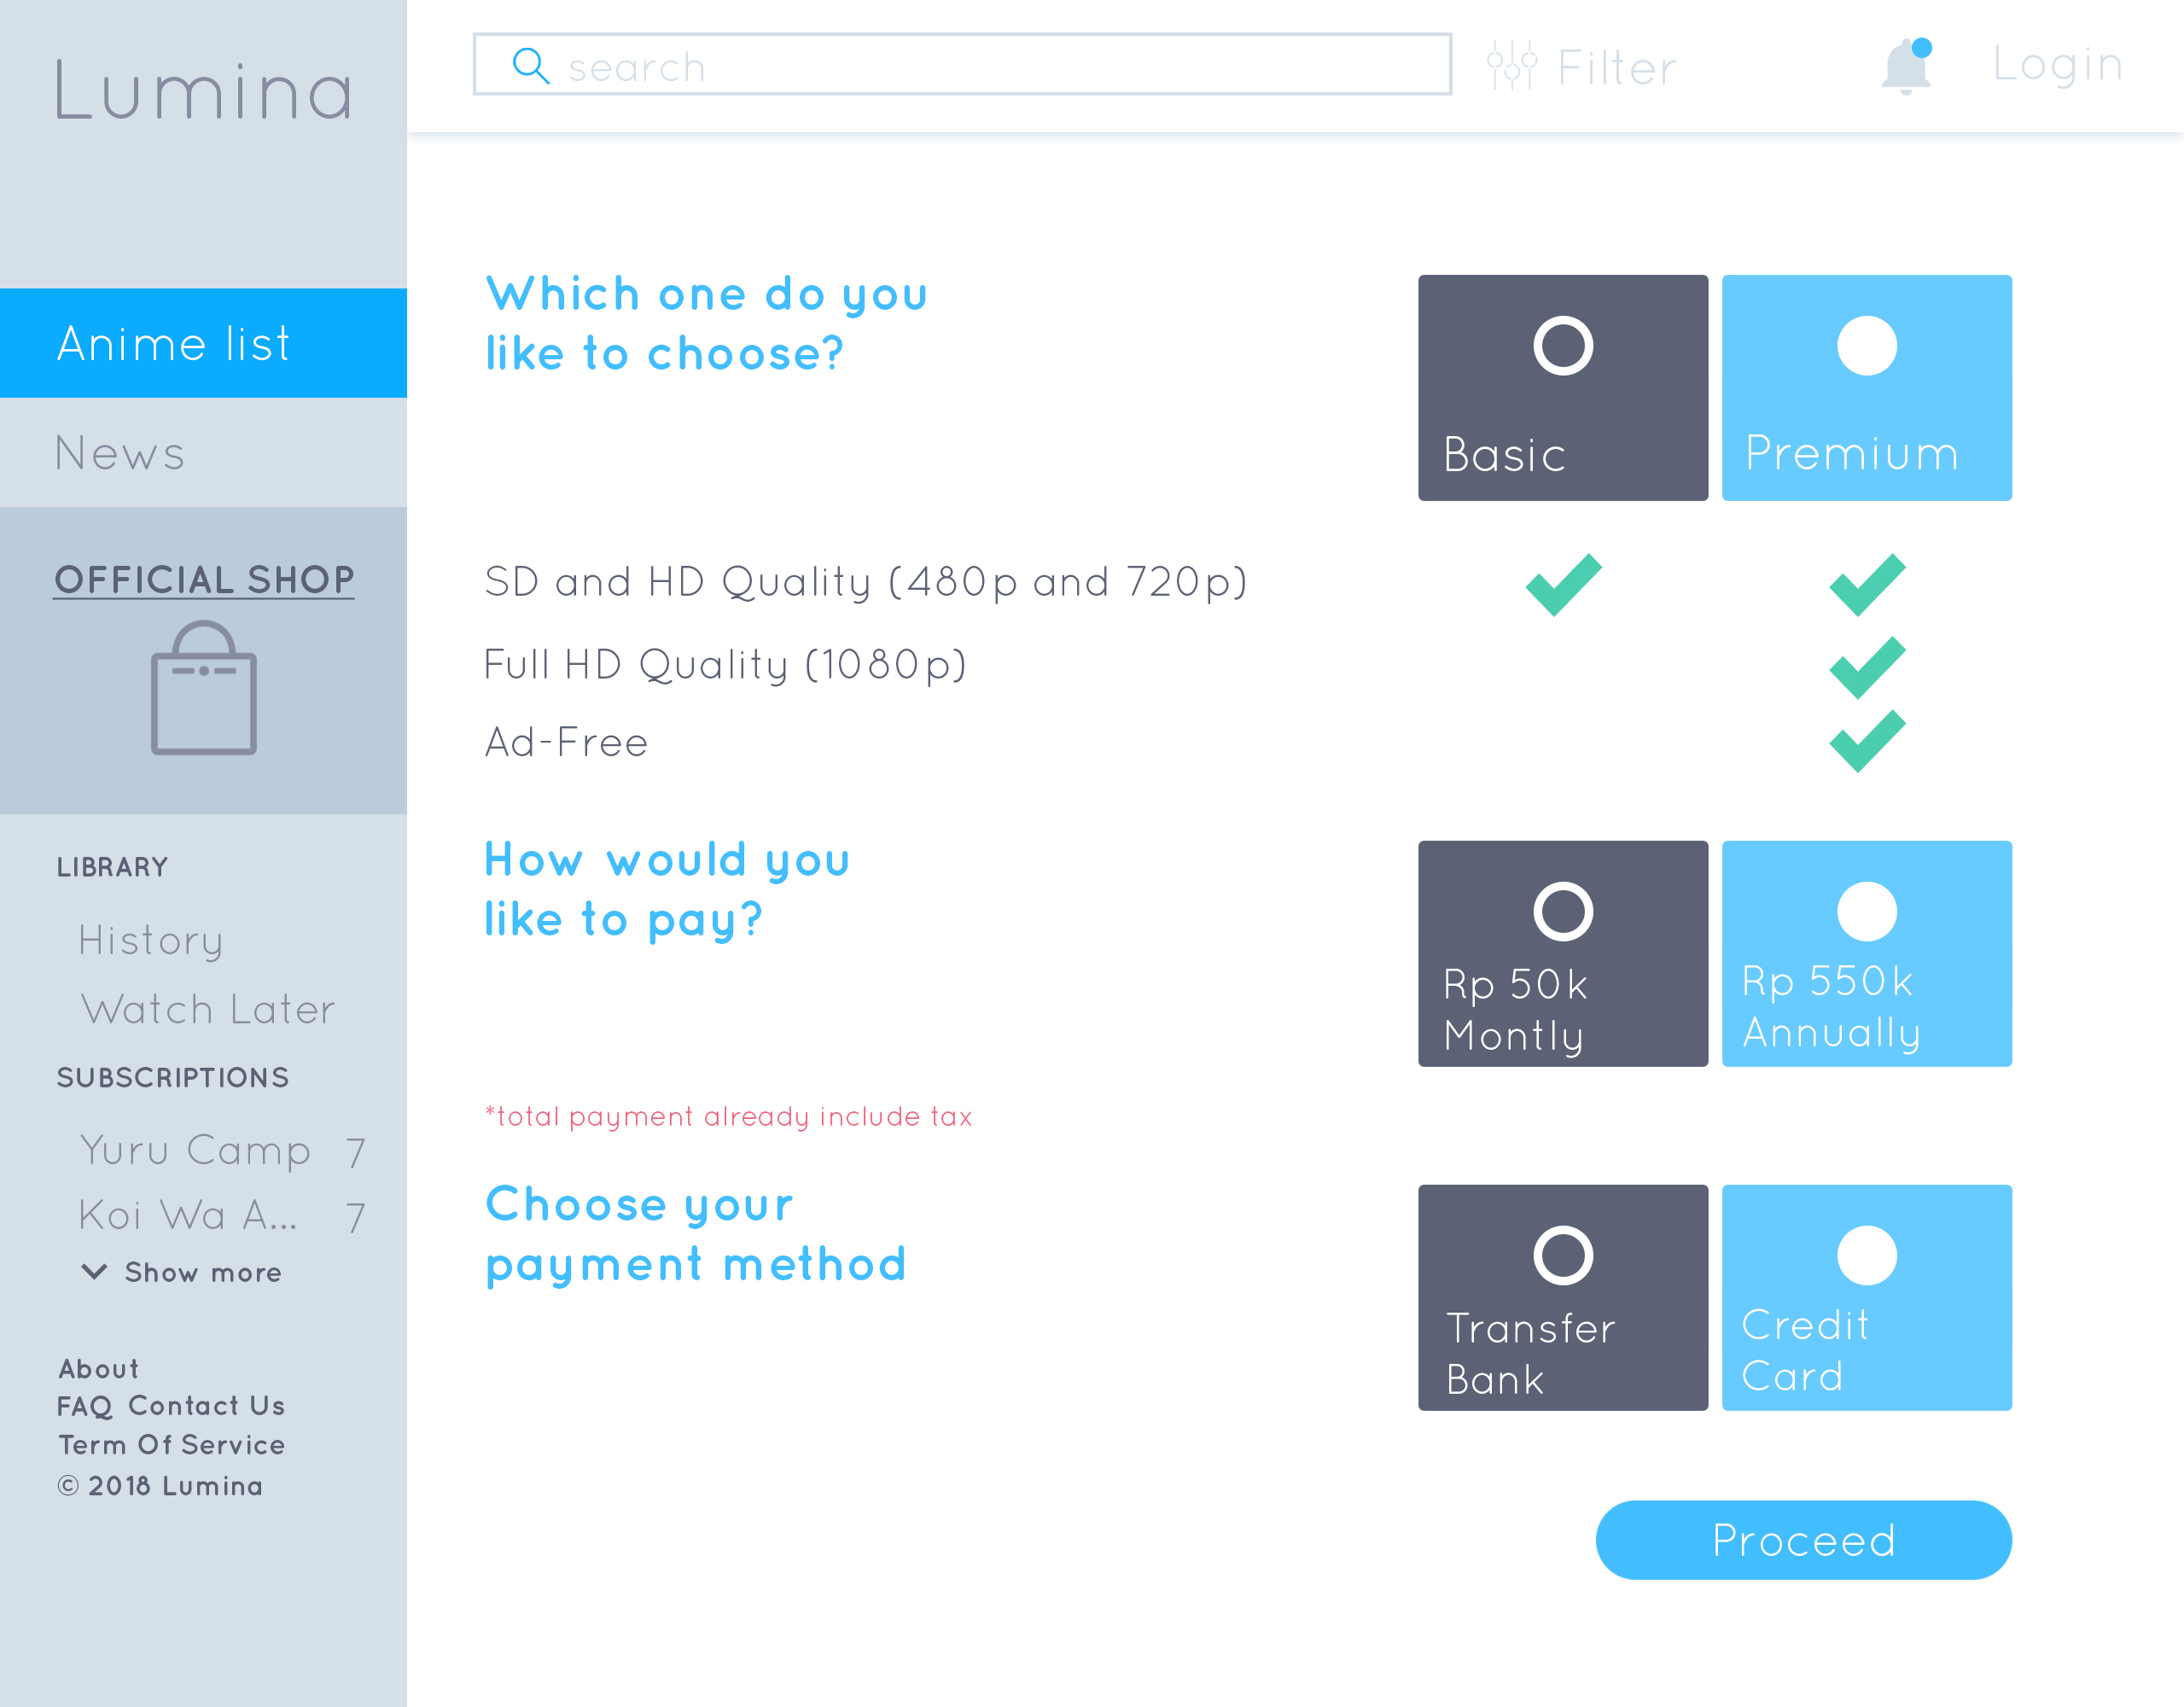 Lumina
search
Filter
Login
Anime list
News
OFFICIAL SHOP
LIBRARY
History
Watch Later
SUBSCRIPTIONS
Yuru Camp 7
Koi Wa A... 7
Show more
About
FAQ Contact Us
Term Of Service
© 2018 Lumina
Which one do you
like to choose?
Basic
Premium
SD and HD Quality (480p and 720p)
Full HD Quality (1080p)
Ad-Free
How would you
like to pay?
Rp 50k
Montly
Rp 550k
Annually
*total payment already include tax
Choose your
payment method
Transfer
Bank
Credit
Card
Proceed